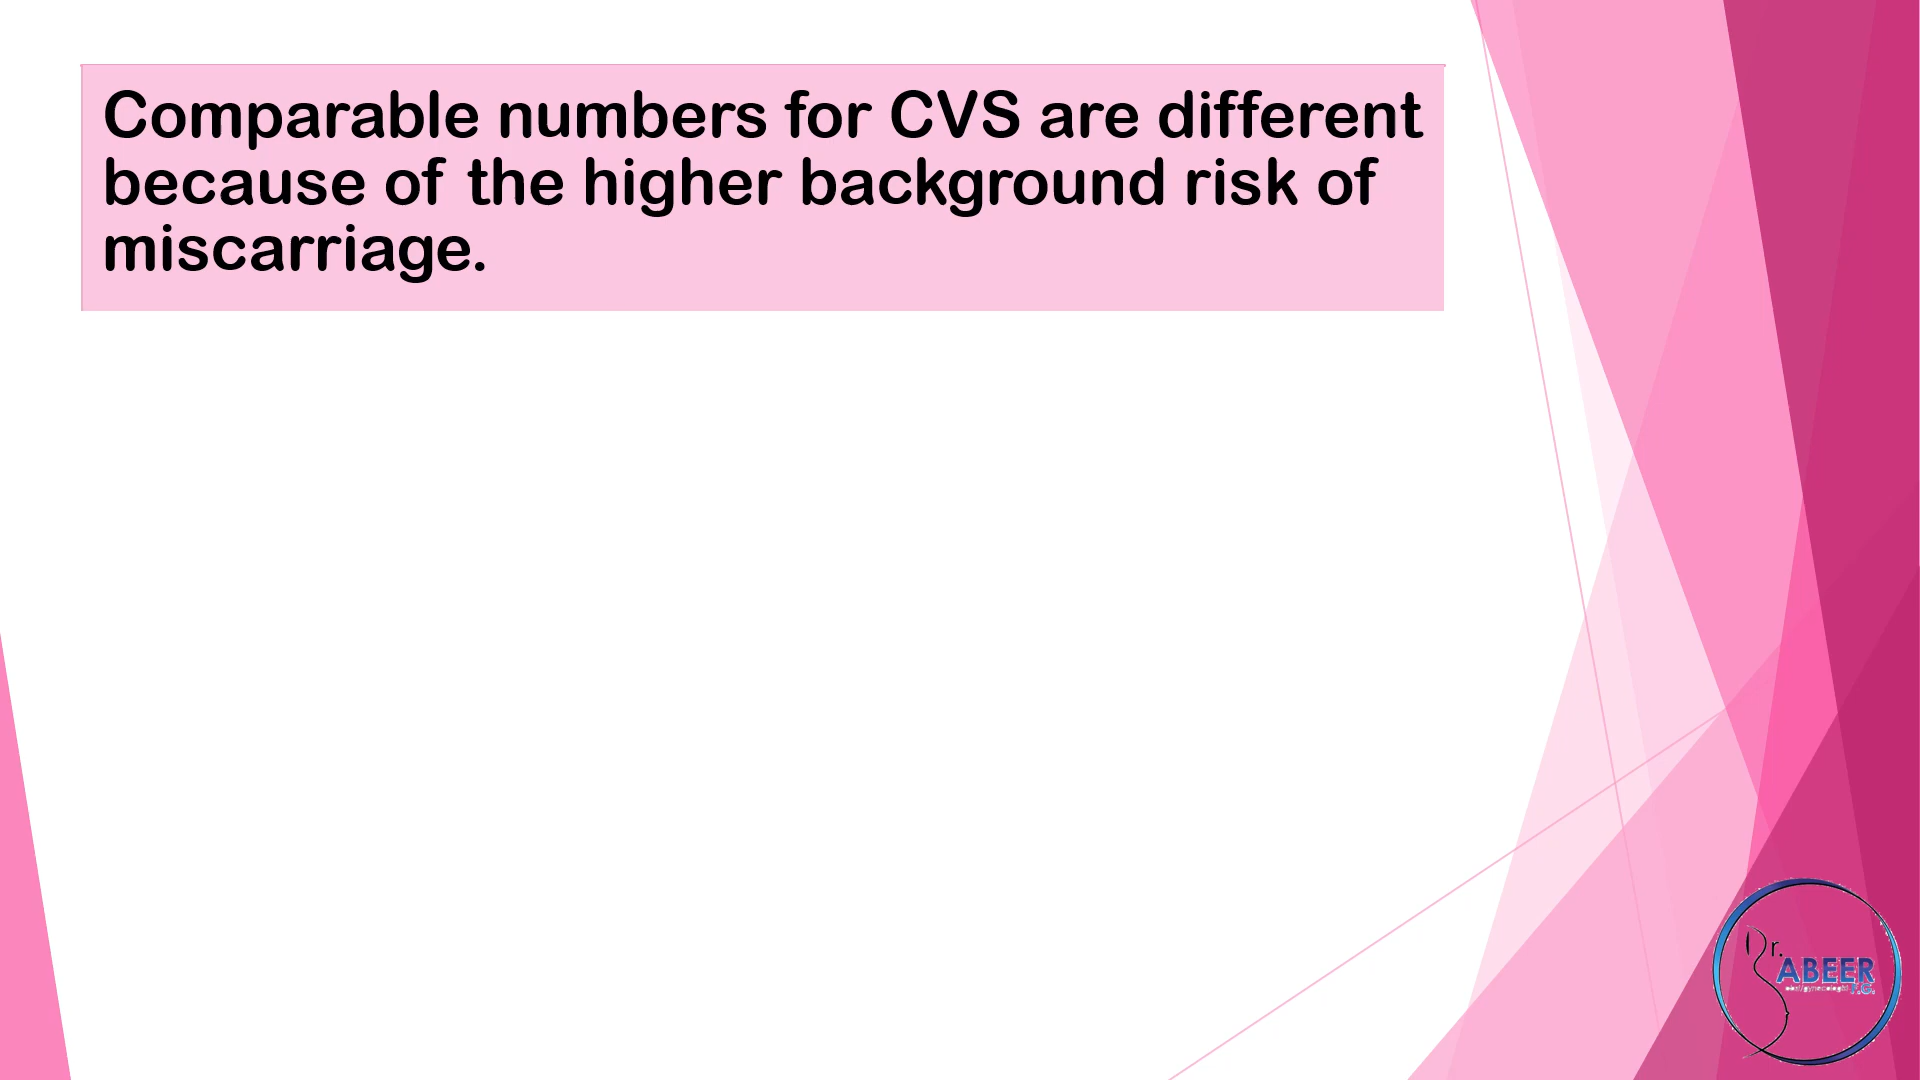 Comparable numbers for CVS are different
because of the higher background risk of
miscarriage.
Dr.
ABEER
F.G.